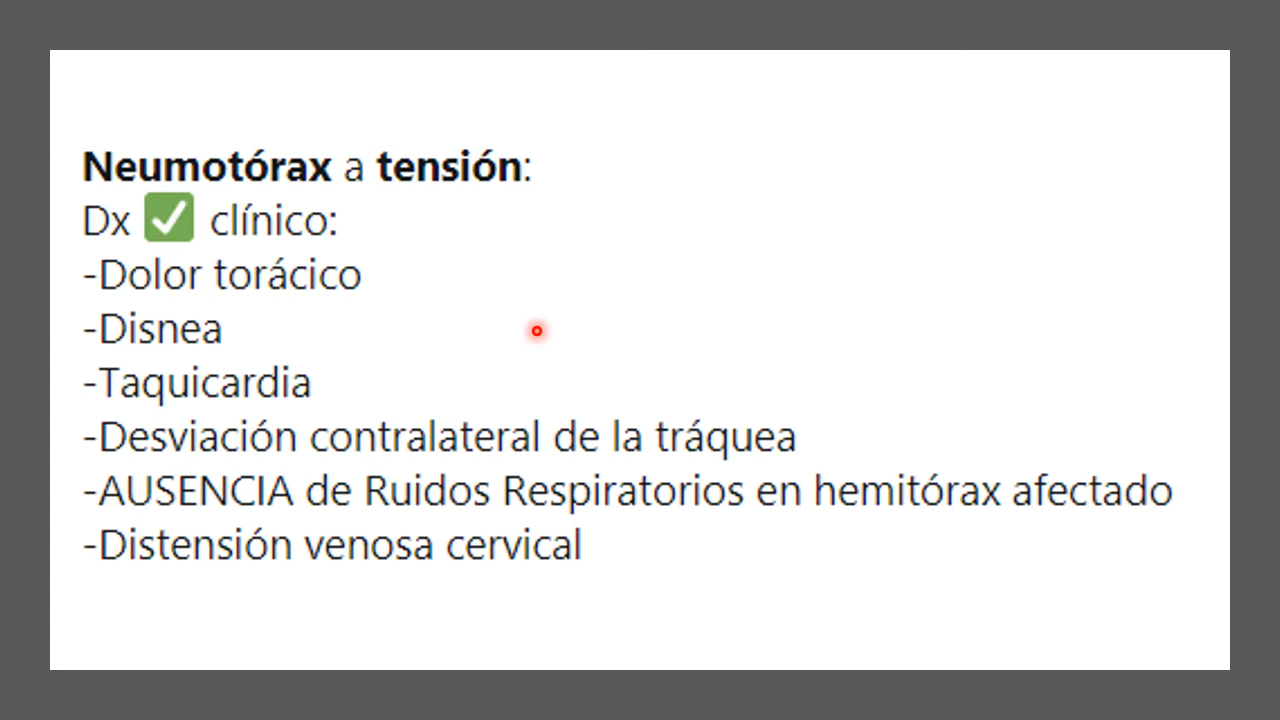 Neumotórax a tensión:
Dx ✅ clínico:
-Dolor torácico
-Disnea
-Taquicardia
-Desviación contralateral de la tráquea
-AUSENCIA de Ruidos Respiratorios en hemitórax afectado
-Distensión venosa cervical